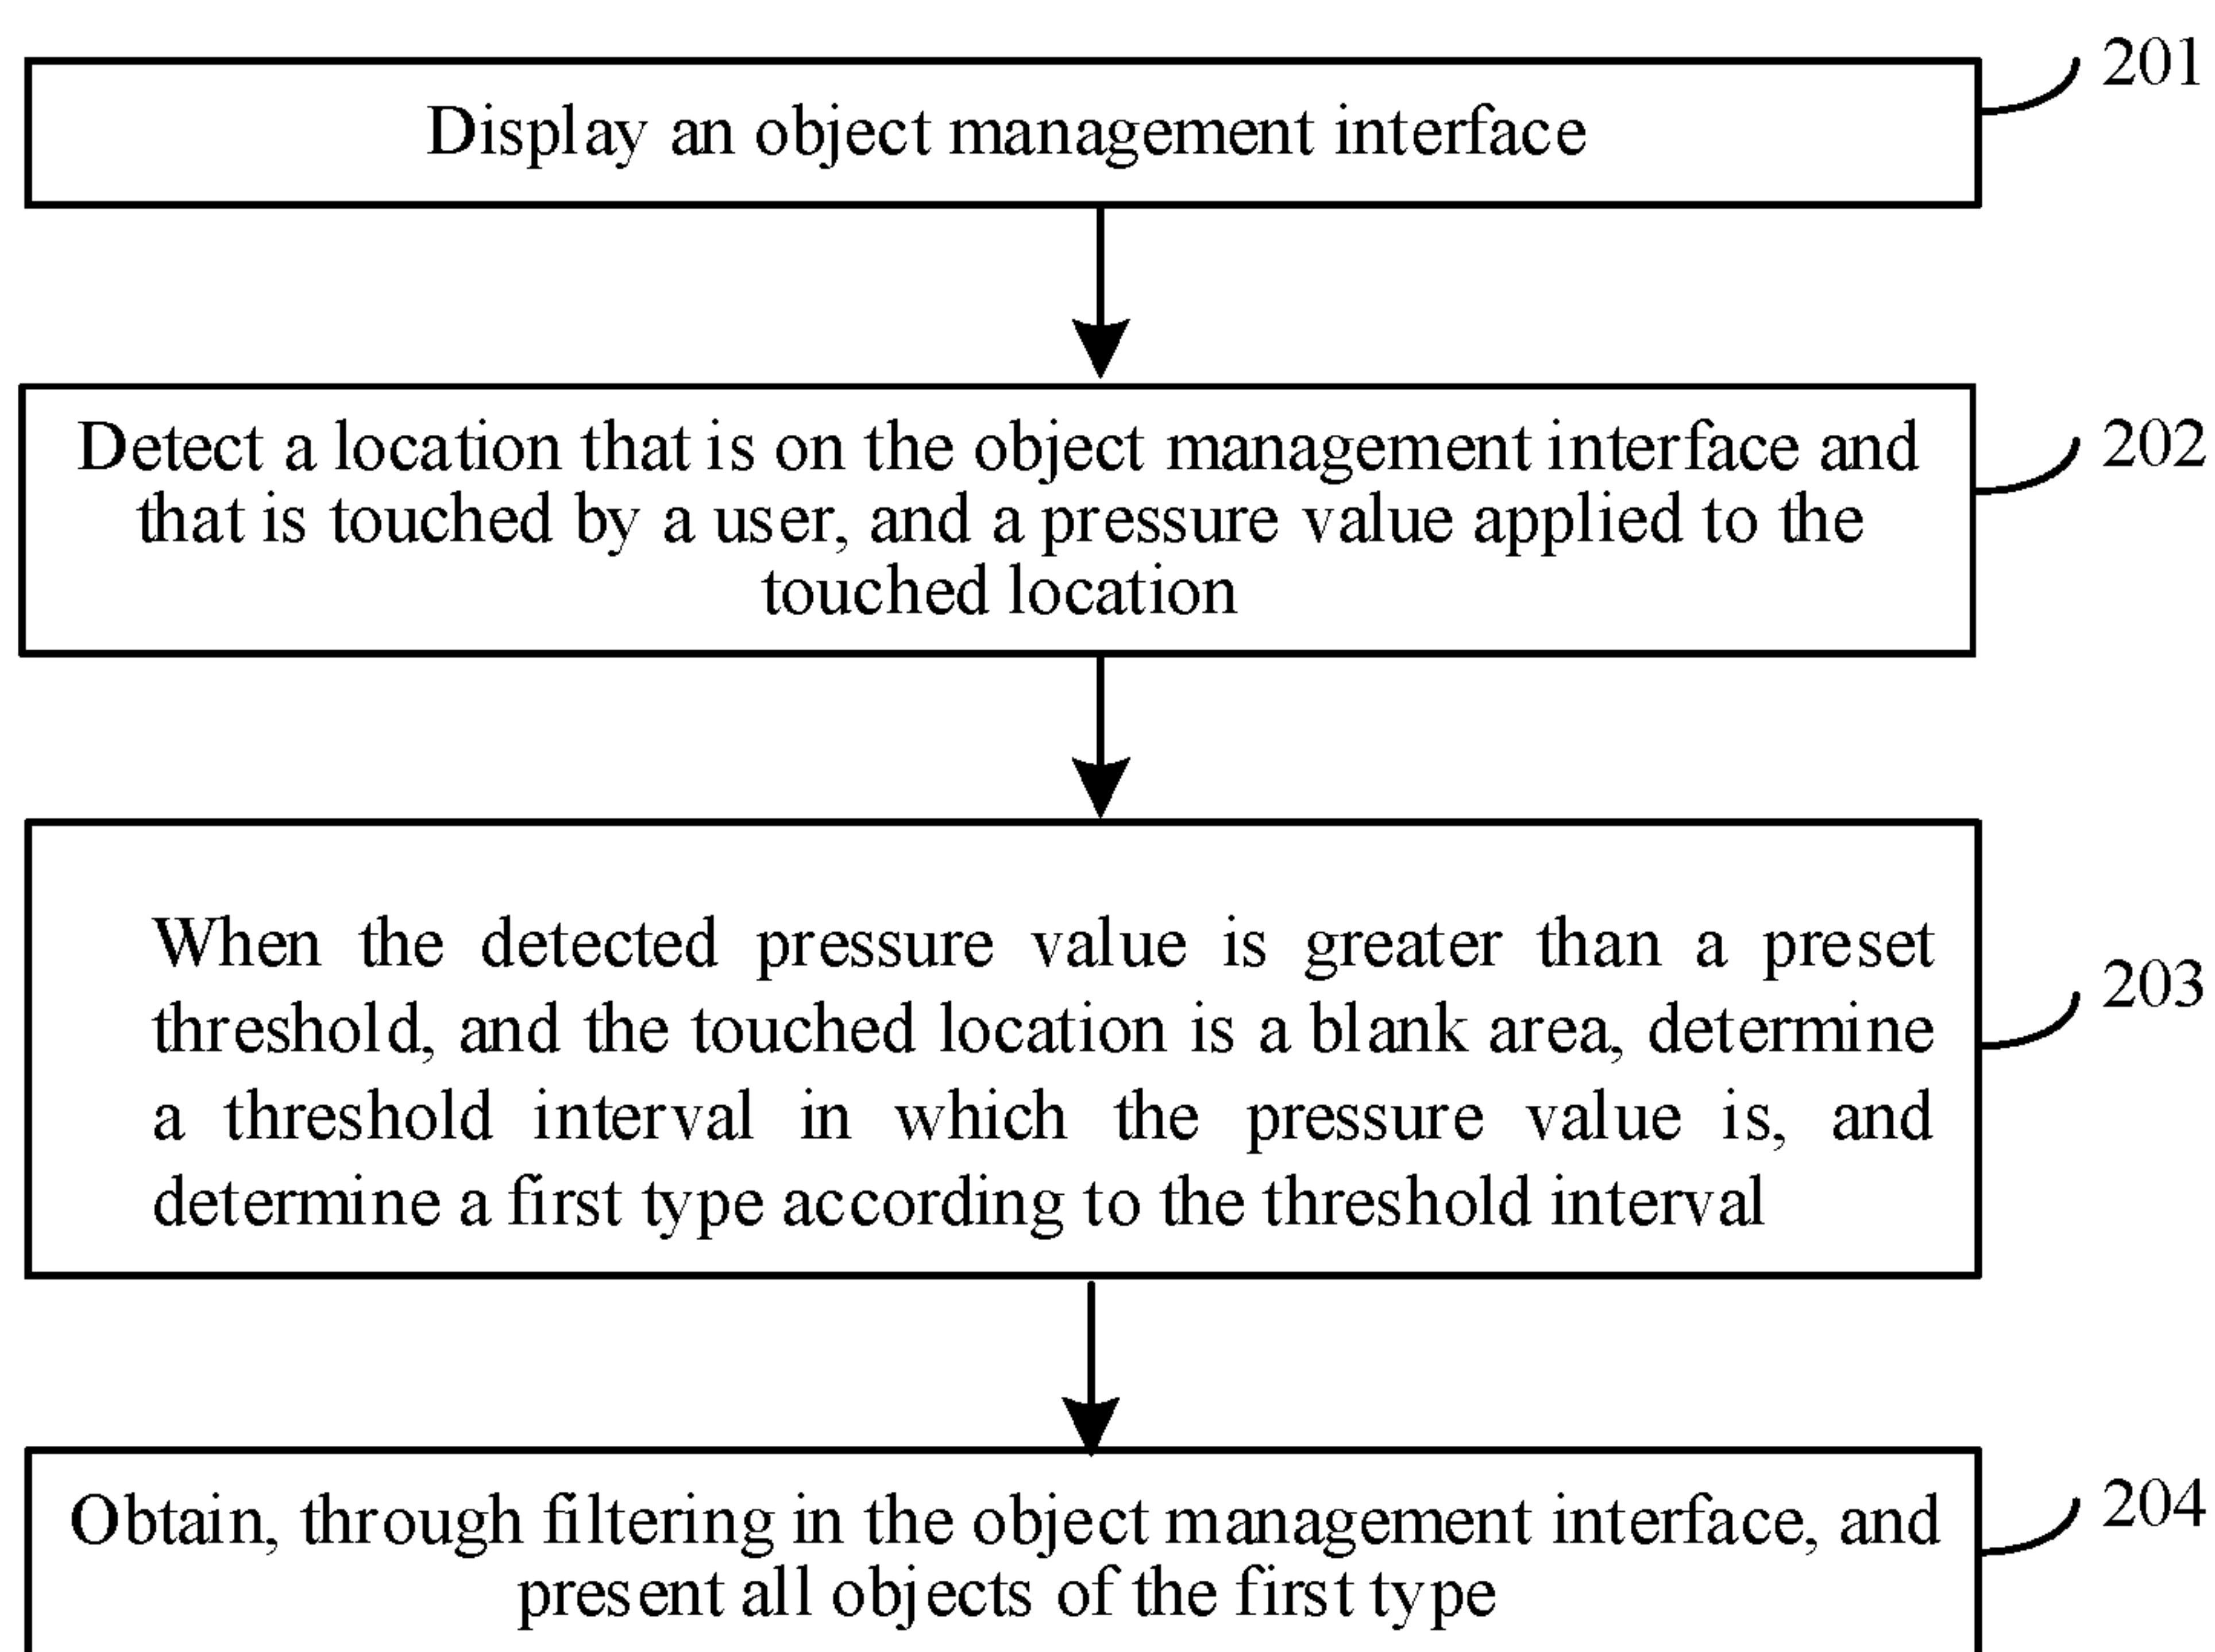 201
Display an object management interface
Detect a location that is on the object management interface and
202
that is touched by a user, and a pressure value applied to the
touched location
When the detected pressure value is greater than a preset
203
threshold, and the touched location is a blank area, determine
a threshold interval in which the pressure value is, and
determine a first type according to the threshold interval
204
Obtain, through filtering in the object management interface, and
present all objects of the first type